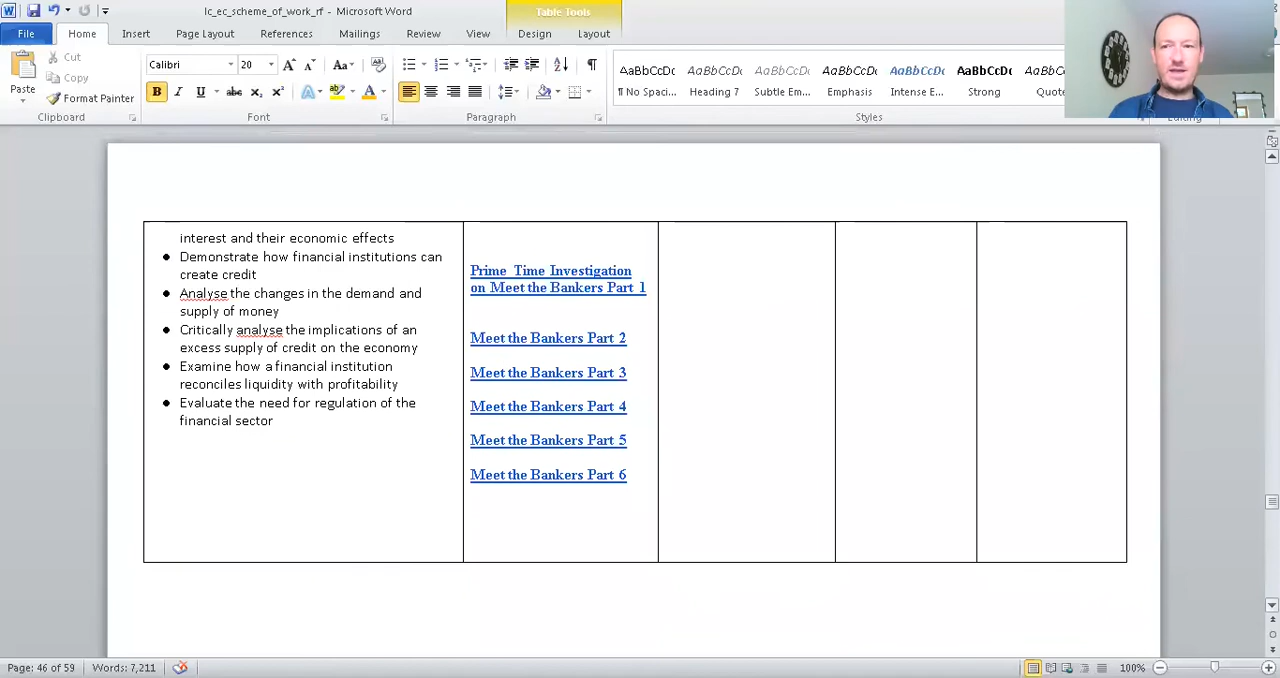 lc_ec_scheme_of_work_rf - Microsoft Word
Table Tools
File Home Insert Page Layout References Mailings Review View Design Layout
Paste
Cut
Copy
Format Painter
Clipboard
Calibri 20
Font
Paragraph
AaBbCcDc AaBbCcDc AaBbCcDc AaBbCcDc AaBbCcDc AaBbCcDc AaBbCcDc
¶ No Spaci... Heading 7 Subtle Em... Emphasis Intense E... Strong Quote
Styles
Editing
interest and their economic effects
● Demonstrate how financial institutions can
create credit
● Analyse the changes in the demand and
supply of money
● Critically analyse the implications of an
excess supply of credit on the economy
● Examine how a financial institution
reconciles liquidity with profitability
● Evaluate the need for regulation of the
financial sector
Prime Time Investigation
on Meet the Bankers Part 1
Meet the Bankers Part 2
Meet the Bankers Part 3
Meet the Bankers Part 4
Meet the Bankers Part 5
Meet the Bankers Part 6
Page: 46 of 59 Words: 7,211
100%